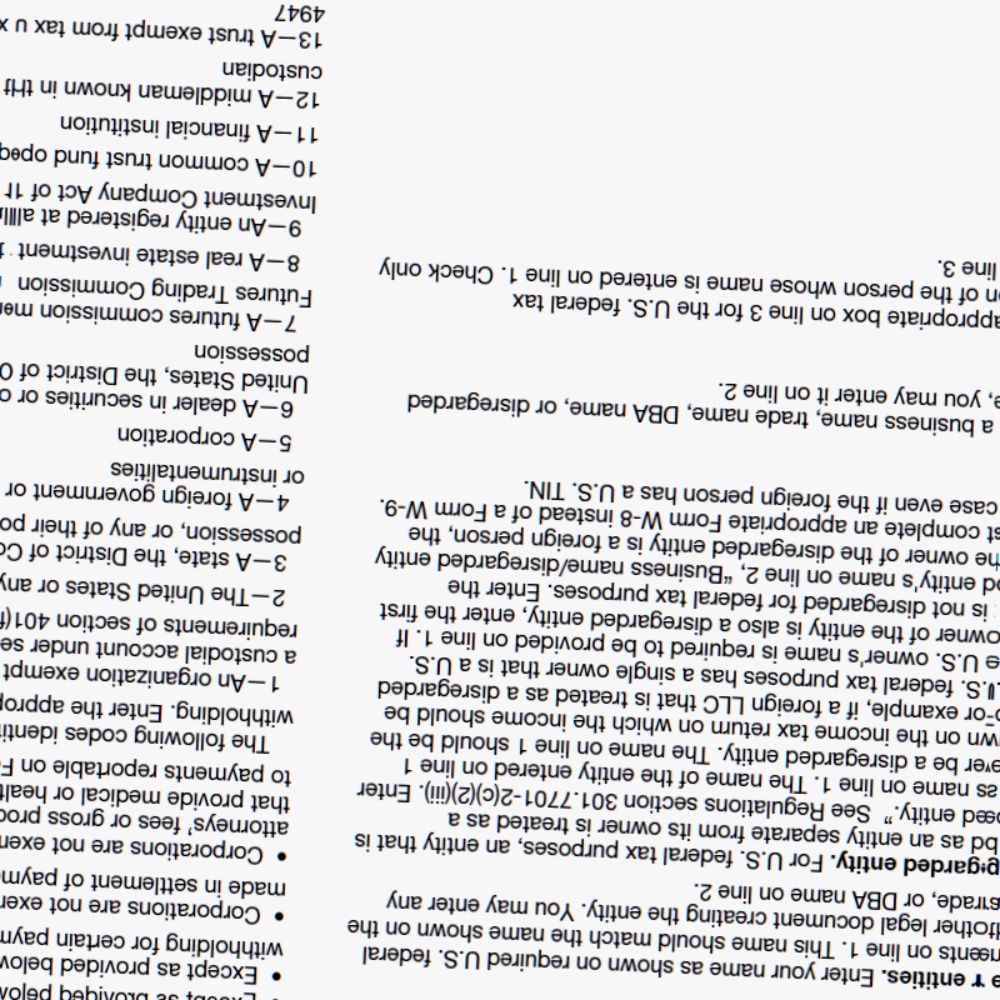 entities. Enter your name as shown on required U.S. federal
on line 1. This name should match the name shown on the
other legal document creating the entity. You may enter any
trade, or DBA name on line 2.
entity. For U.S. federal tax purposes, an entity that is
as an entity separate from its owner is treated as a
entity.” See Regulations section 301.7701-2(c)(2)(iii). Enter
as name on line 1. The name of the entity entered on line 1
be a disregarded entity. The name on line 1 should be the
on the income tax return on which the income should be
or example, if a foreign LLC that is treated as a disregarded
U.S. federal tax purposes has a single owner that is a U.S.
U.S. owner's name is required to be provided on line 1. If
owner of the entity is also a disregarded entity, enter the first
is not disregarded for federal tax purposes. Enter the
entity's name on line 2, “Business name/disregarded entity
owner of the disregarded entity is a foreign person, the
complete an appropriate Form W-8 instead of a Form W-9.
case even if the foreign person has a U.S. TIN.
a business name, trade name, DBA name, or disregarded
you may enter it on line 2.
appropriate box on line 3 for the U.S. federal tax
of the person whose name is entered on line 1. Check only
line 3.
• Except as provided below
withholding for certain paym
• Corporations are not exem
made in settlement of payme
• Corporations are not exem
attorneys' fees or gross proc
that provide medical or healt
to payments reportable on Fo
The following codes identi
withholding. Enter the approp
1—An organization exempt
a custodial account under se
requirements of section 401(f
2—The United States or any
3—A state, the District of Co
possession, or any of their po
4—A foreign government or
or instrumentalities
5—A corporation
6—A dealer in securities or
United States, the District of
possession
7—A futures commission mer
Futures Trading Commission
8—A real estate investment
9—An entity registered at all
Investment Company Act of
10—A common trust fund
11—A financial institution
12—A middleman known in
custodian
13—A trust exempt from tax
4947